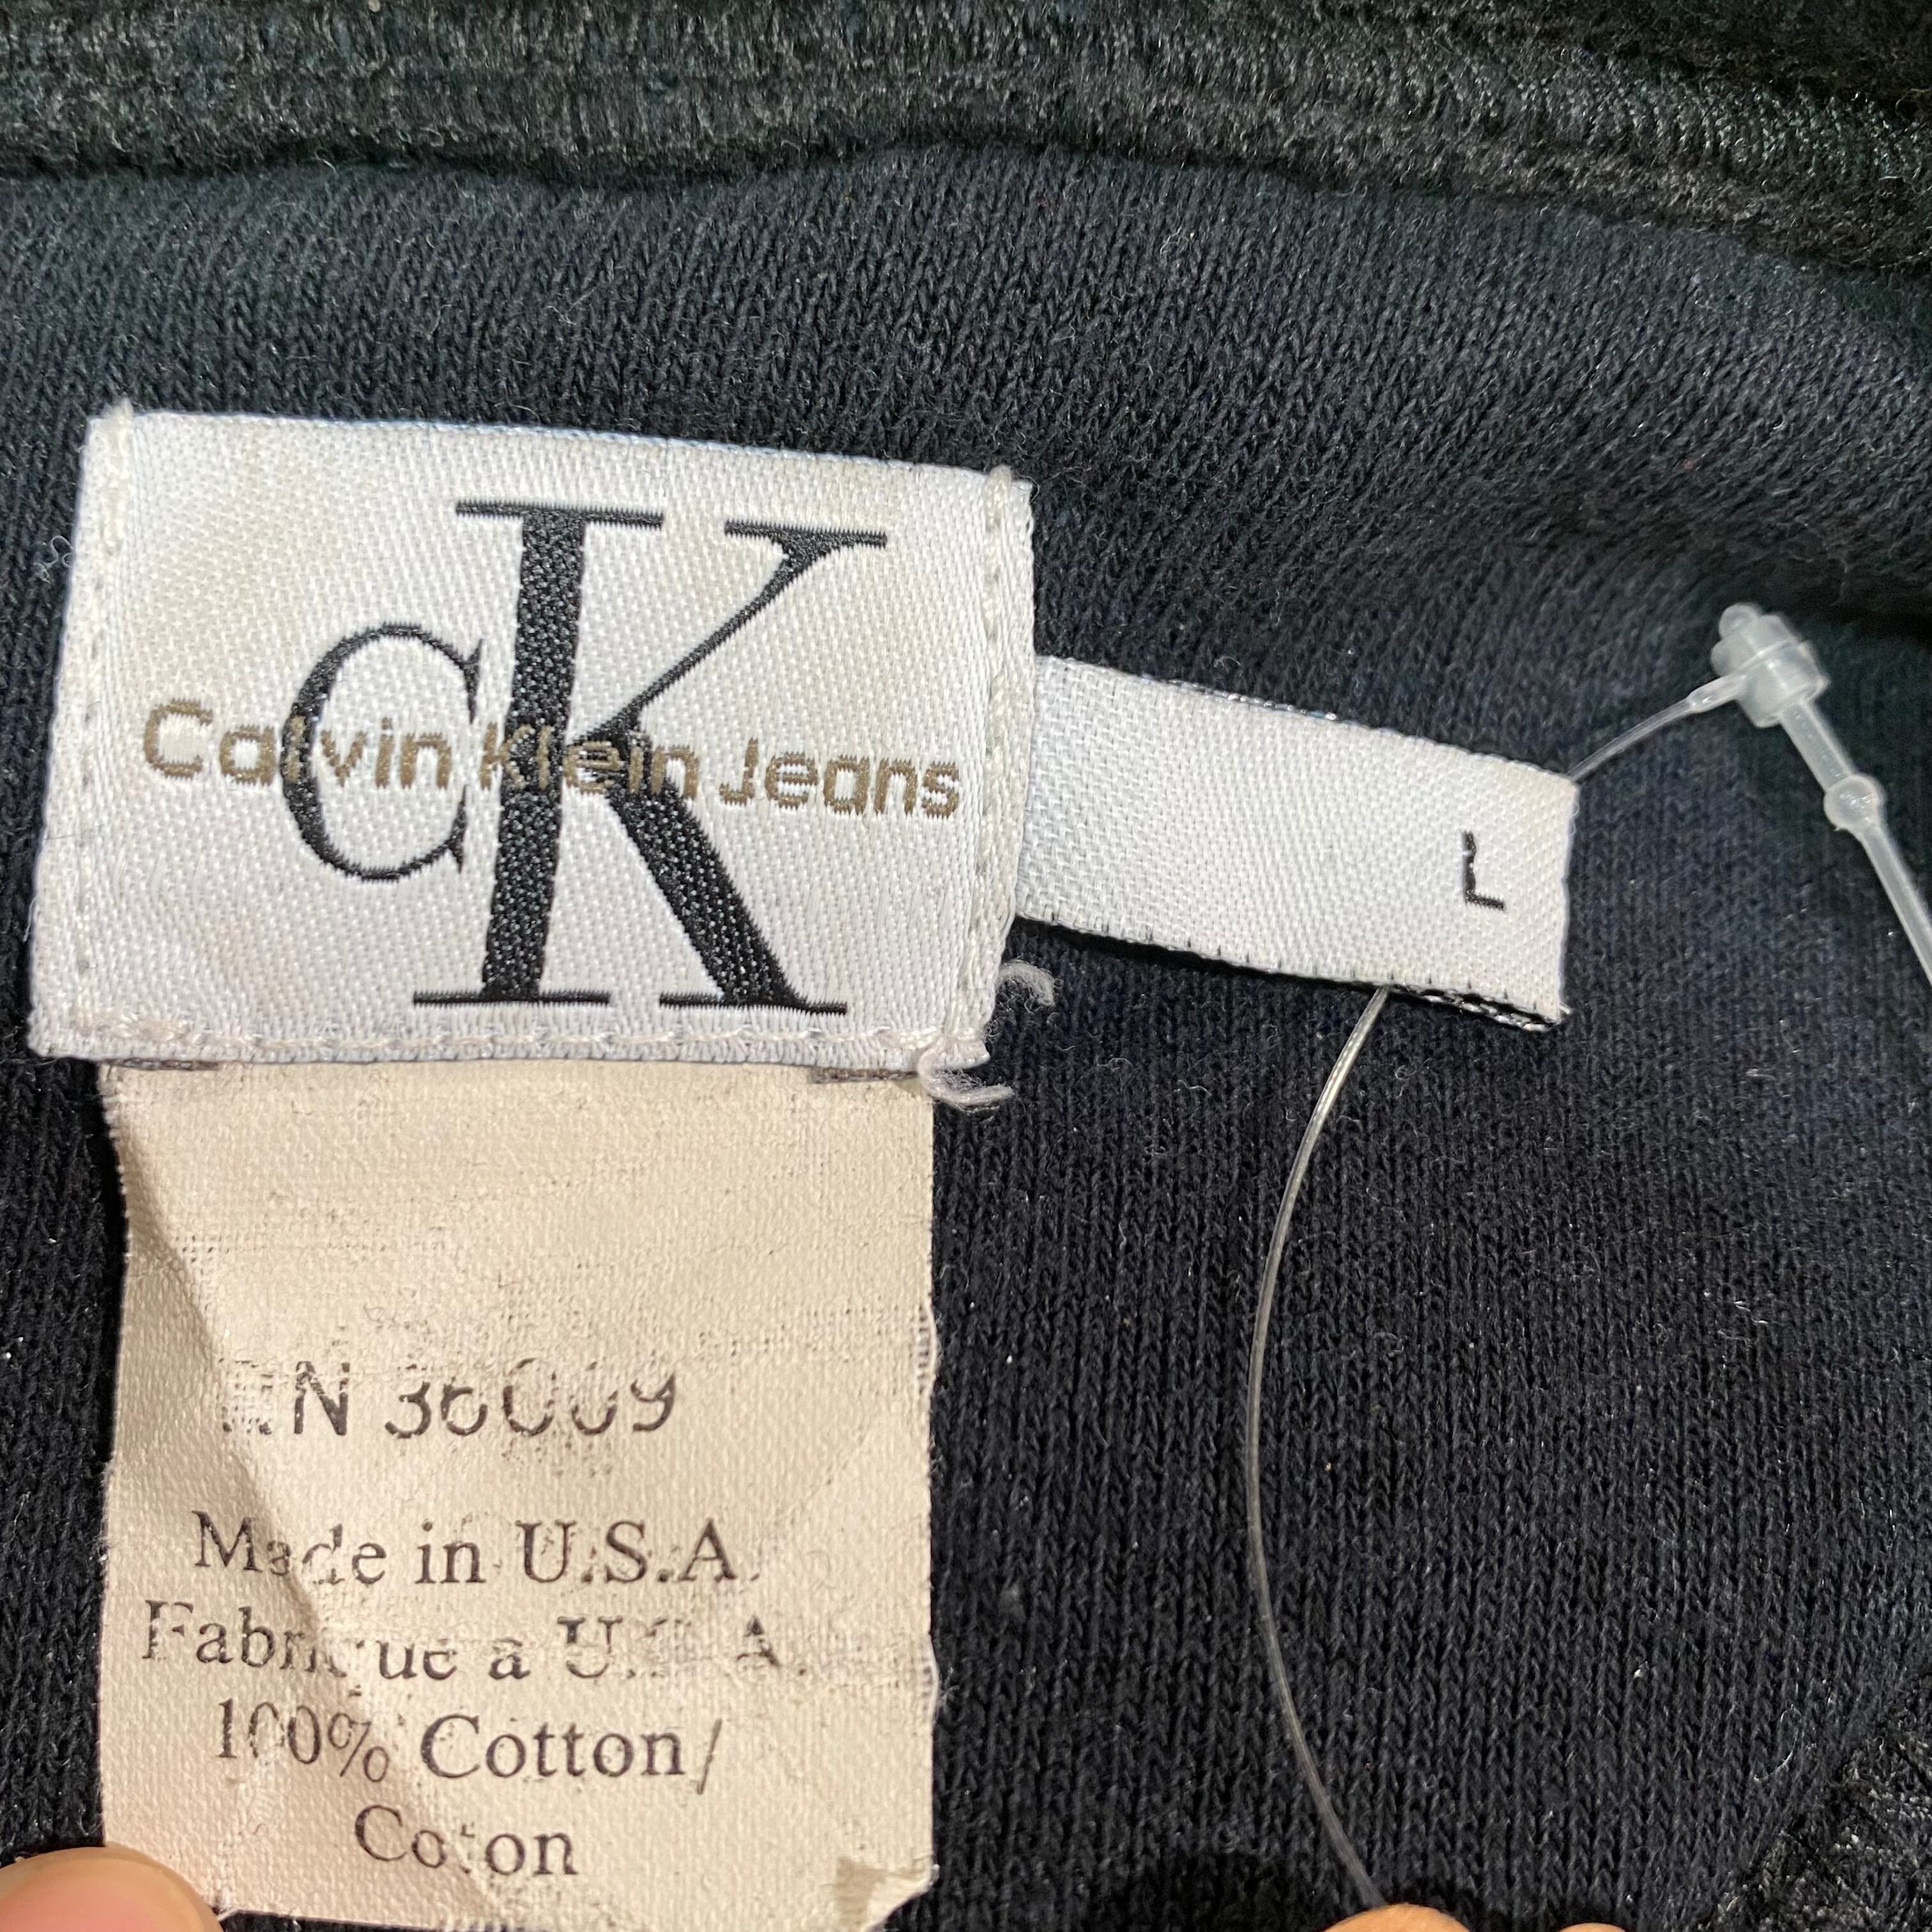 CK
Calvin Klein Jeans
L
RN 36009
Made in U.S.A.
Fabrique a U.S.A.
100% Cotton/
Coton